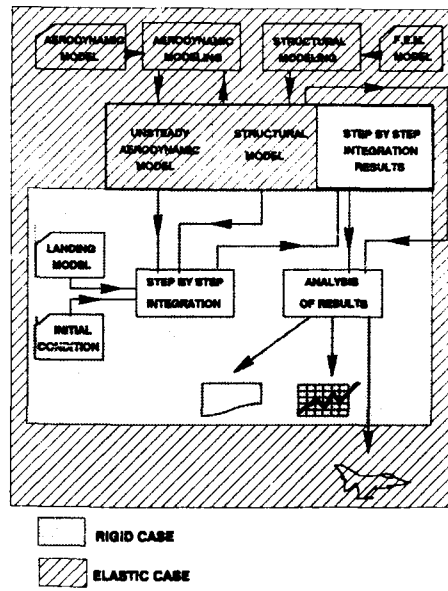 AERODYNAMIC
MODEL
AERODYNAMIC
MODELING
STRUCTURAL
MODELING
F.E.M.
MODEL
UNSTEADY
AERODYNAMIC
MODEL
STRUCTURAL
MODEL
STEP BY STEP
INTEGRATION
RESULTS
LANDING
MODEL
STEP BY STEP
INTEGRATION
ANALYSIS
OF RESULTS
INITIAL
CONDITION
RIGID CASE
ELASTIC CASE